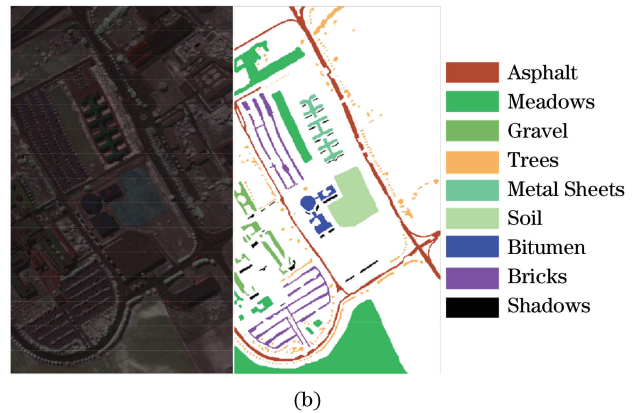 Asphalt
Meadows
Gravel
Trees
Metal Sheets
Soil
Bitumen
Bricks
Shadows
(b)